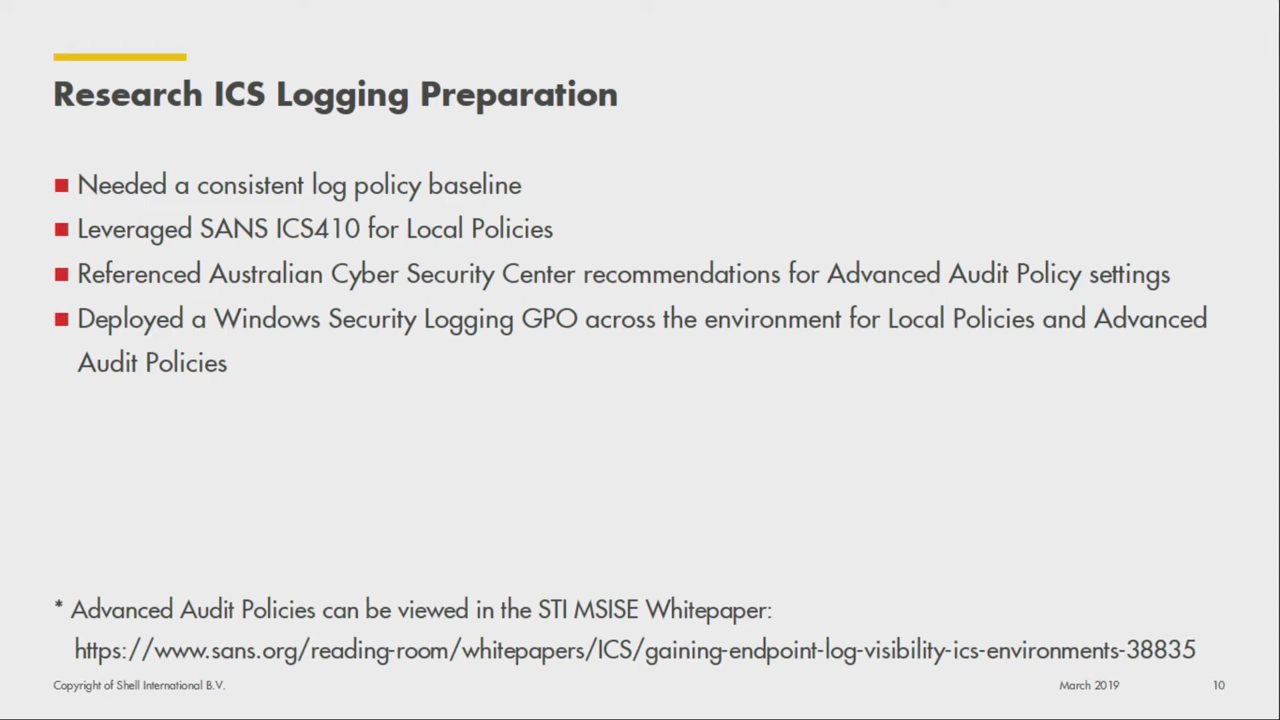 Research ICS Logging Preparation
■ Needed a consistent log policy baseline
■ Leveraged SANS ICS410 for Local Policies
■ Referenced Australian Cyber Security Center recommendations for Advanced Audit Policy settings
■ Deployed a Windows Security Logging GPO across the environment for Local Policies and Advanced
Audit Policies
* Advanced Audit Policies can be viewed in the STI MSISE Whitepaper:
https://www.sans.org/reading-room/whitepapers/ICS/gaining-endpoint-log-visibility-ics-environments-38835
Copyright of Shell International B.V. March 2019 10